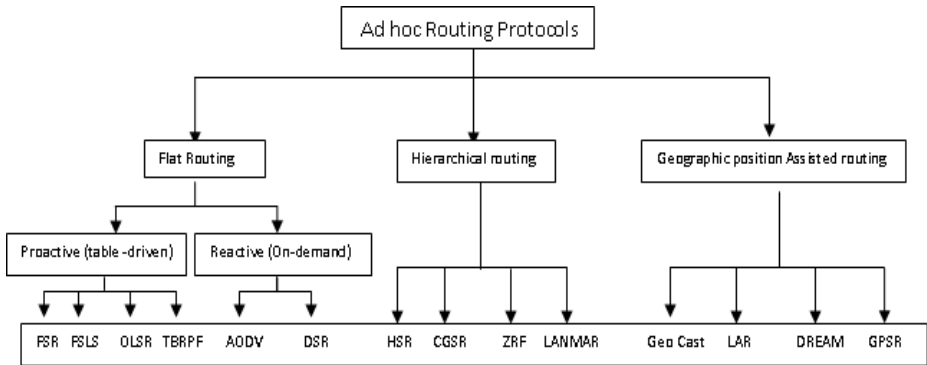 Ad hoc Routing Protocols
Flat Routing
Hierarchical routing
Geographic position Assisted routing
Proactive (table -driven)
Reactive (On-demand)
FSR FSLS OLSR TBRPF AODV DSR HSR CGSR ZRF LANMAR Geo Cast LAR DREAM GPSR